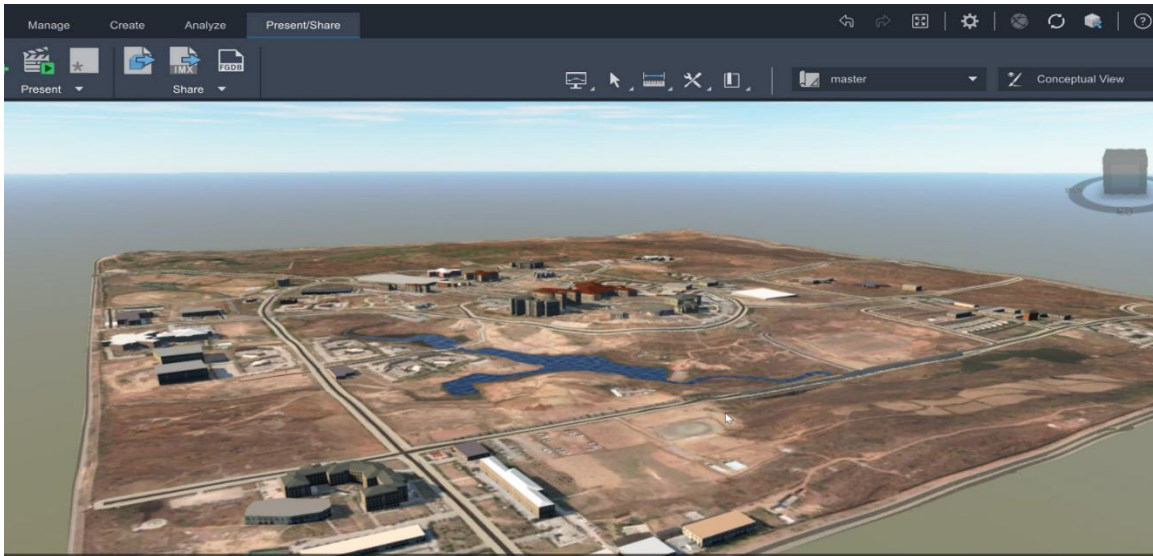 Manage Create Analyze Present/Share
IMX FGDB
Present Share
master Conceptual View